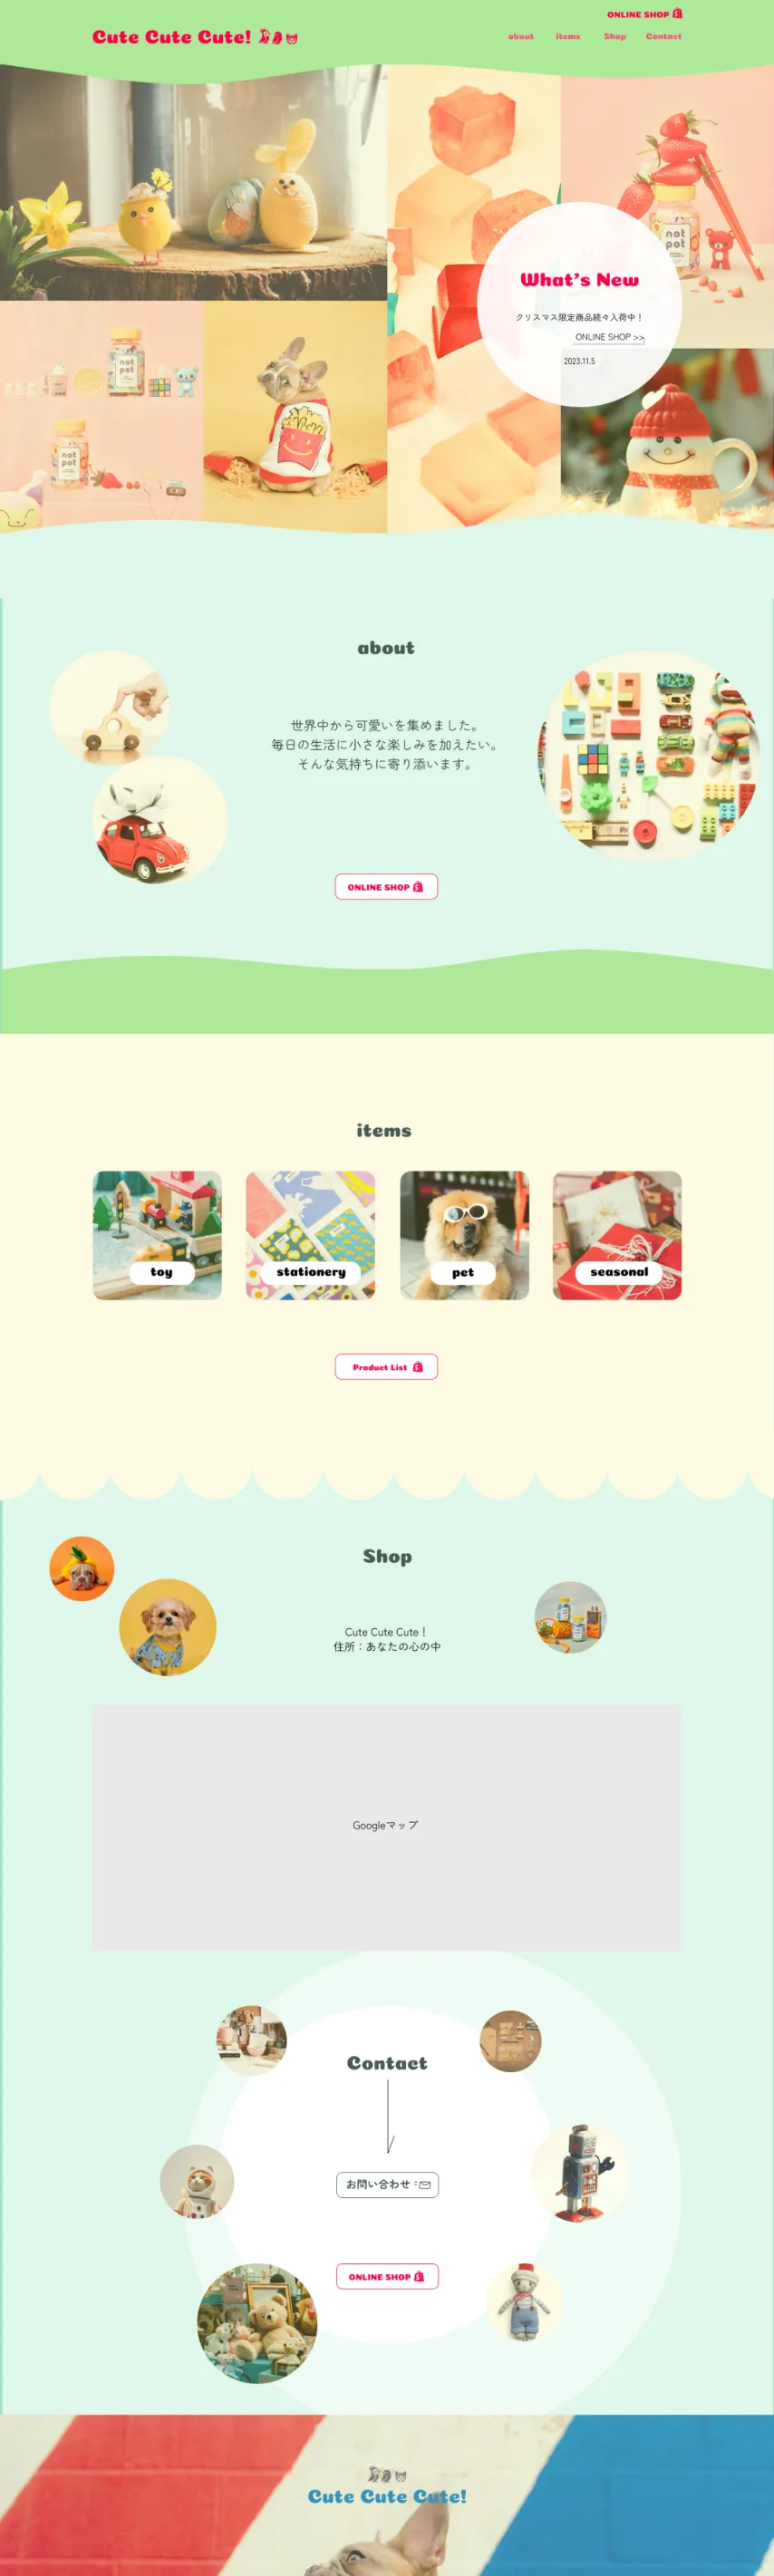 ONLINE SHOP
Cute Cute Cute!
about items Shop Contact
not
pot
What's New
クリスマス限定商品続々入荷中！
ONLINE SHOP >>
2023.11.5
not
pot
not
pot
about
世界中から可愛いを集めました。
毎日の生活に小さな楽しみを加えたい。
そんな気持ちに寄り添います。
ONLINE SHOP
items
toy
stationery
pet
seasonal
Product List
Shop
Cute Cute Cute！
住所：あなたの心の中
Googleマップ
Contact
お問い合わせ
ONLINE SHOP
Cute Cute Cute!